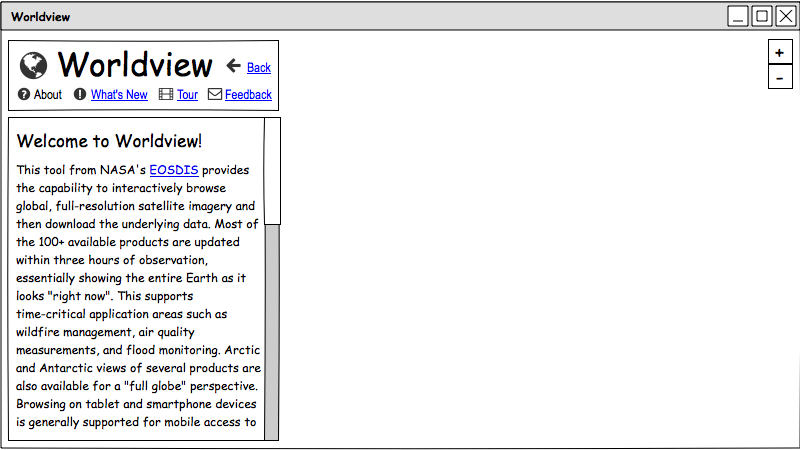 Worldview
Worldview
Back
About
What's New
Tour
Feedback
Welcome to Worldview!
This tool from NASA's EOSDIS provides
the capability to interactively browse
global, full-resolution satellite imagery and
then download the underlying data. Most of
the 100+ available products are updated
within three hours of observation,
essentially showing the entire Earth as it
looks "right now". This supports
time-critical application areas such as
wildfire management, air quality
measurements, and flood monitoring. Arctic
and Antarctic views of several products are
also available for a "full globe" perspective.
Browsing on tablet and smartphone devices
is generally supported for mobile access to
+
-